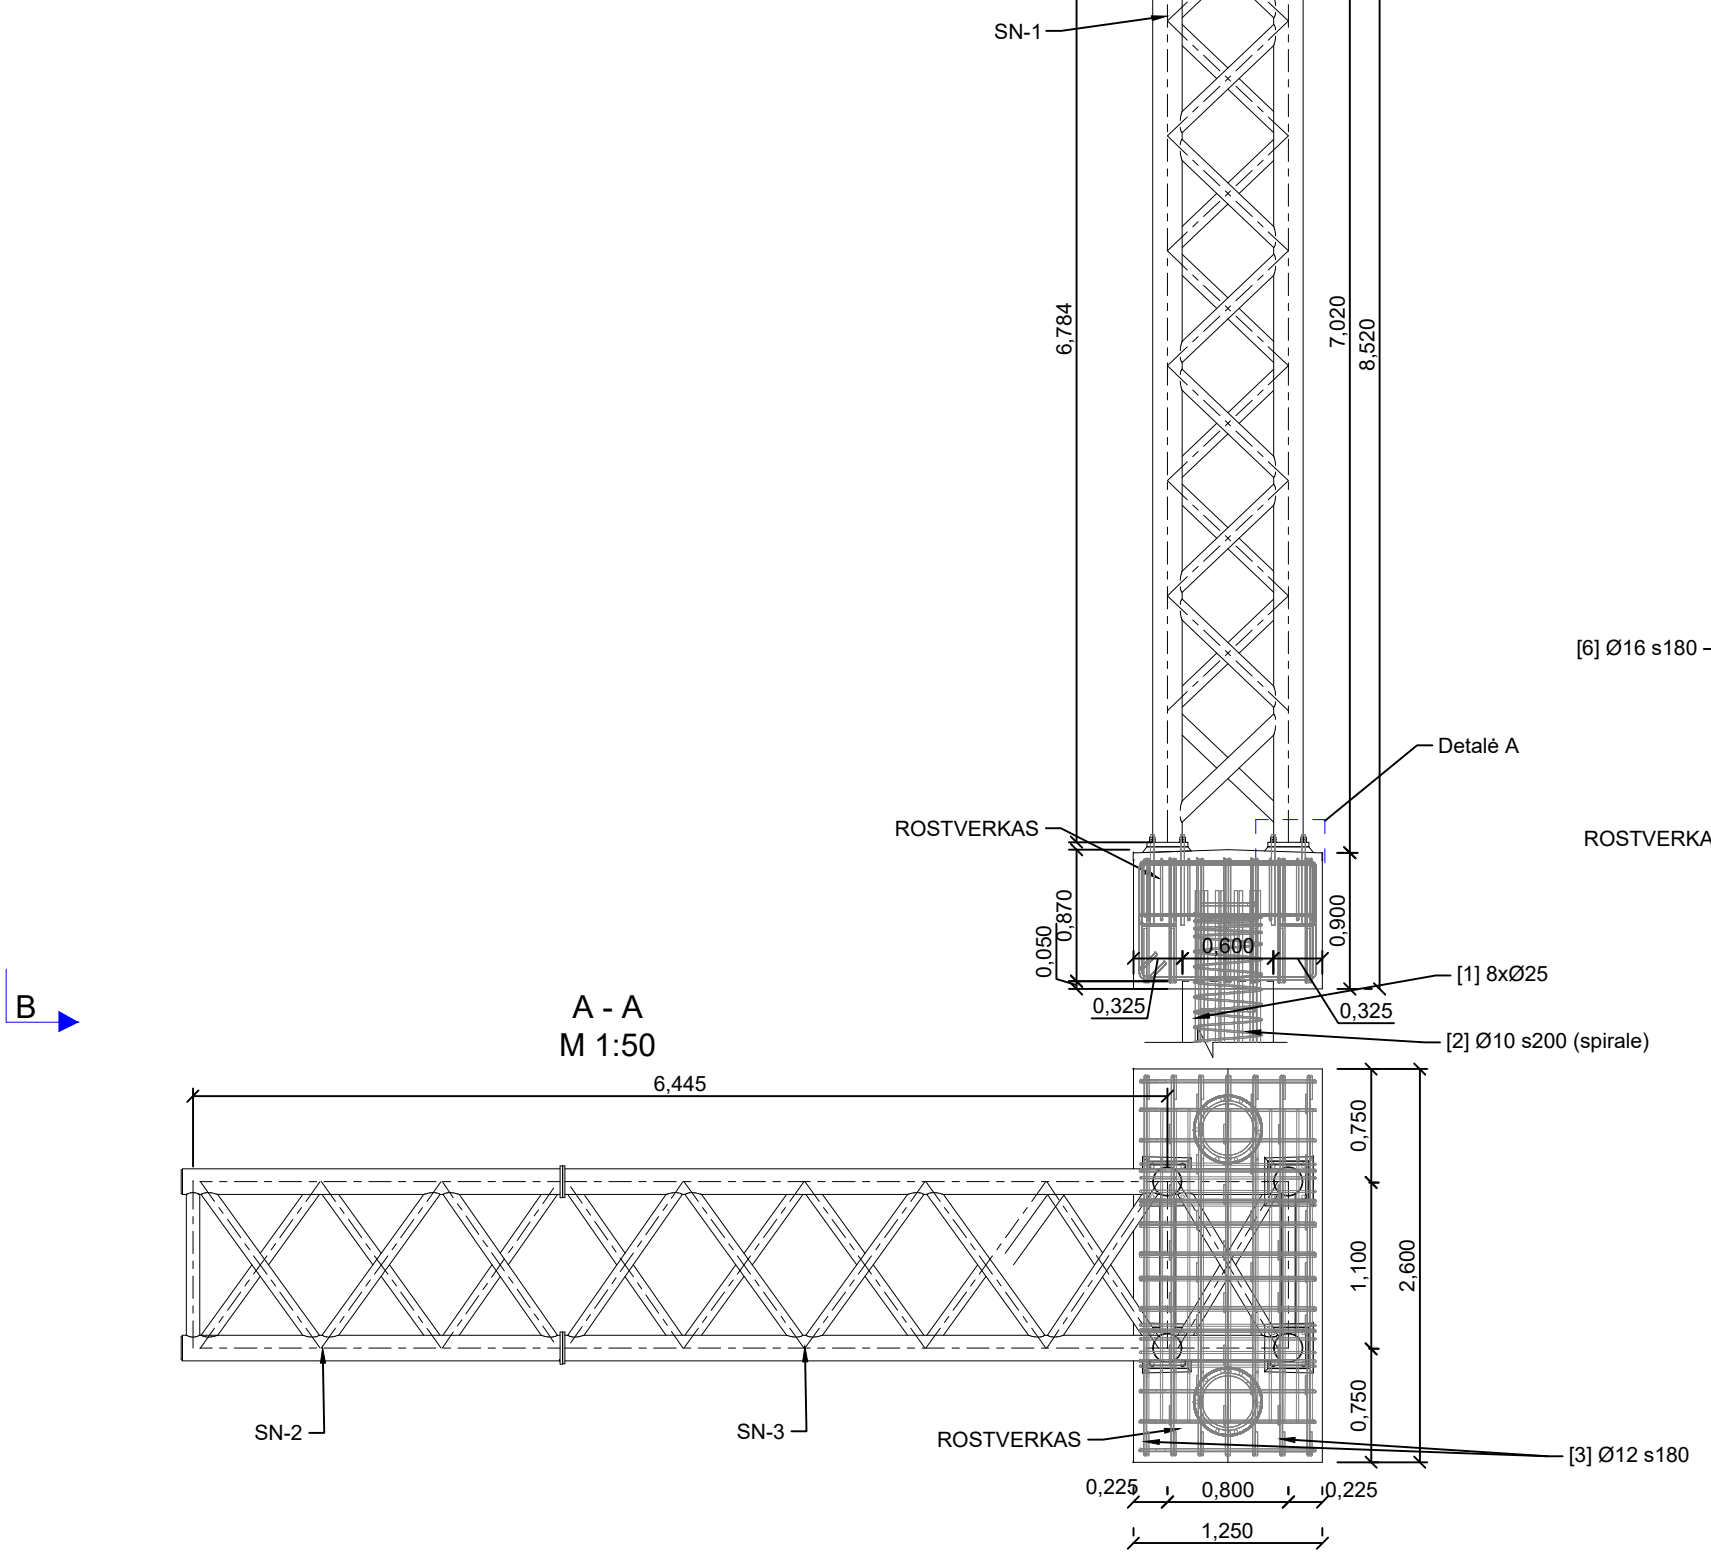 SN-1
6,784
7,020
8,520
[6] Ø16 s180
Detalė A
ROSTVERKAS
ROSTVERKA
0,870
0,050
0,900
0,600
0,325
0,325
[1] 8xØ25
[2] Ø10 s200 (spirale)
B
A - A
M 1:50
6,445
0,750
1,100
2,600
0,750
SN-2
SN-3
ROSTVERKAS
[3] Ø12 s180
0,225
0,800
0,225
1,250